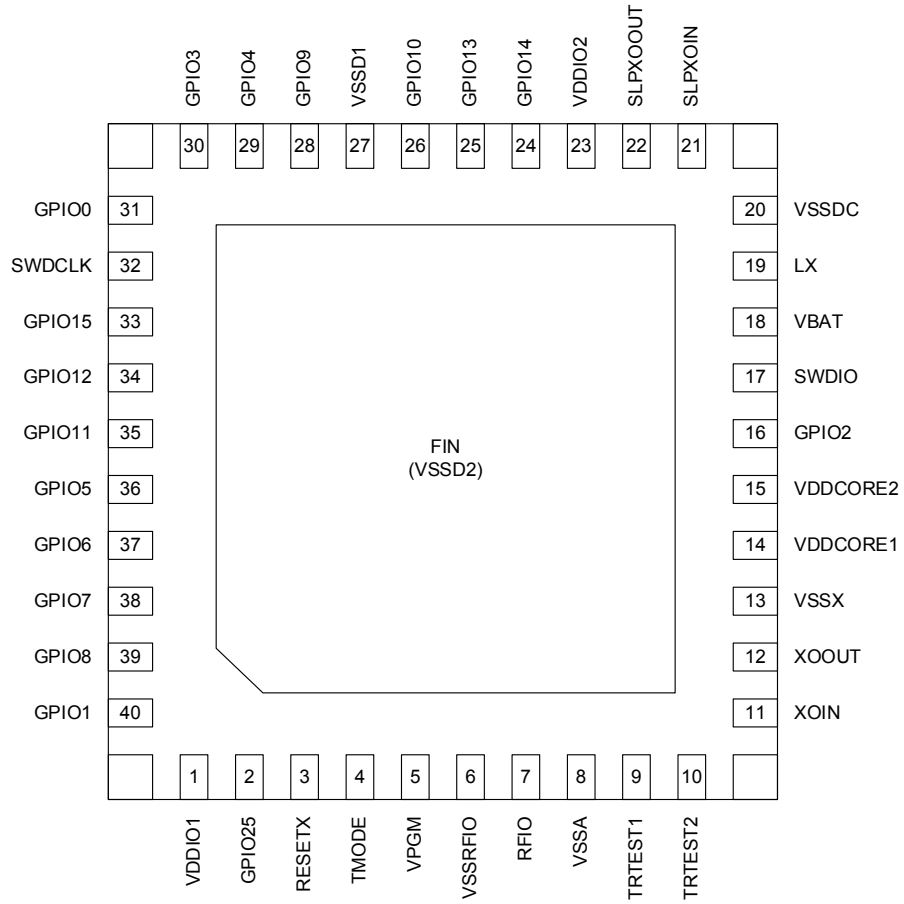 GPIO3
GPIO4
GPIO9
VSSD1
GPIO10
GPIO13
GPIO14
VDDIO2
SLPXOOUT
SLPXOIN
30 29 28 27 26 25 24 23 22 21
GPIO0 31 20 VSSDC
SWDCLK 32 19 LX
GPIO15 33 18 VBAT
GPIO12 34 17 SWDIO
GPIO11 35 16 GPIO2
FIN
(VSSD2)
GPIO5 36 15 VDDCORE2
GPIO6 37 14 VDDCORE1
GPIO7 38 13 VSSX
GPIO8 39 12 XOOUT
GPIO1 40 11 XOIN
1 2 3 4 5 6 7 8 9 10
VDDIO1
GPIO25
RESETX
TMODE
VPGM
VSSRFIO
RFIO
VSSA
TRTEST1
TRTEST2